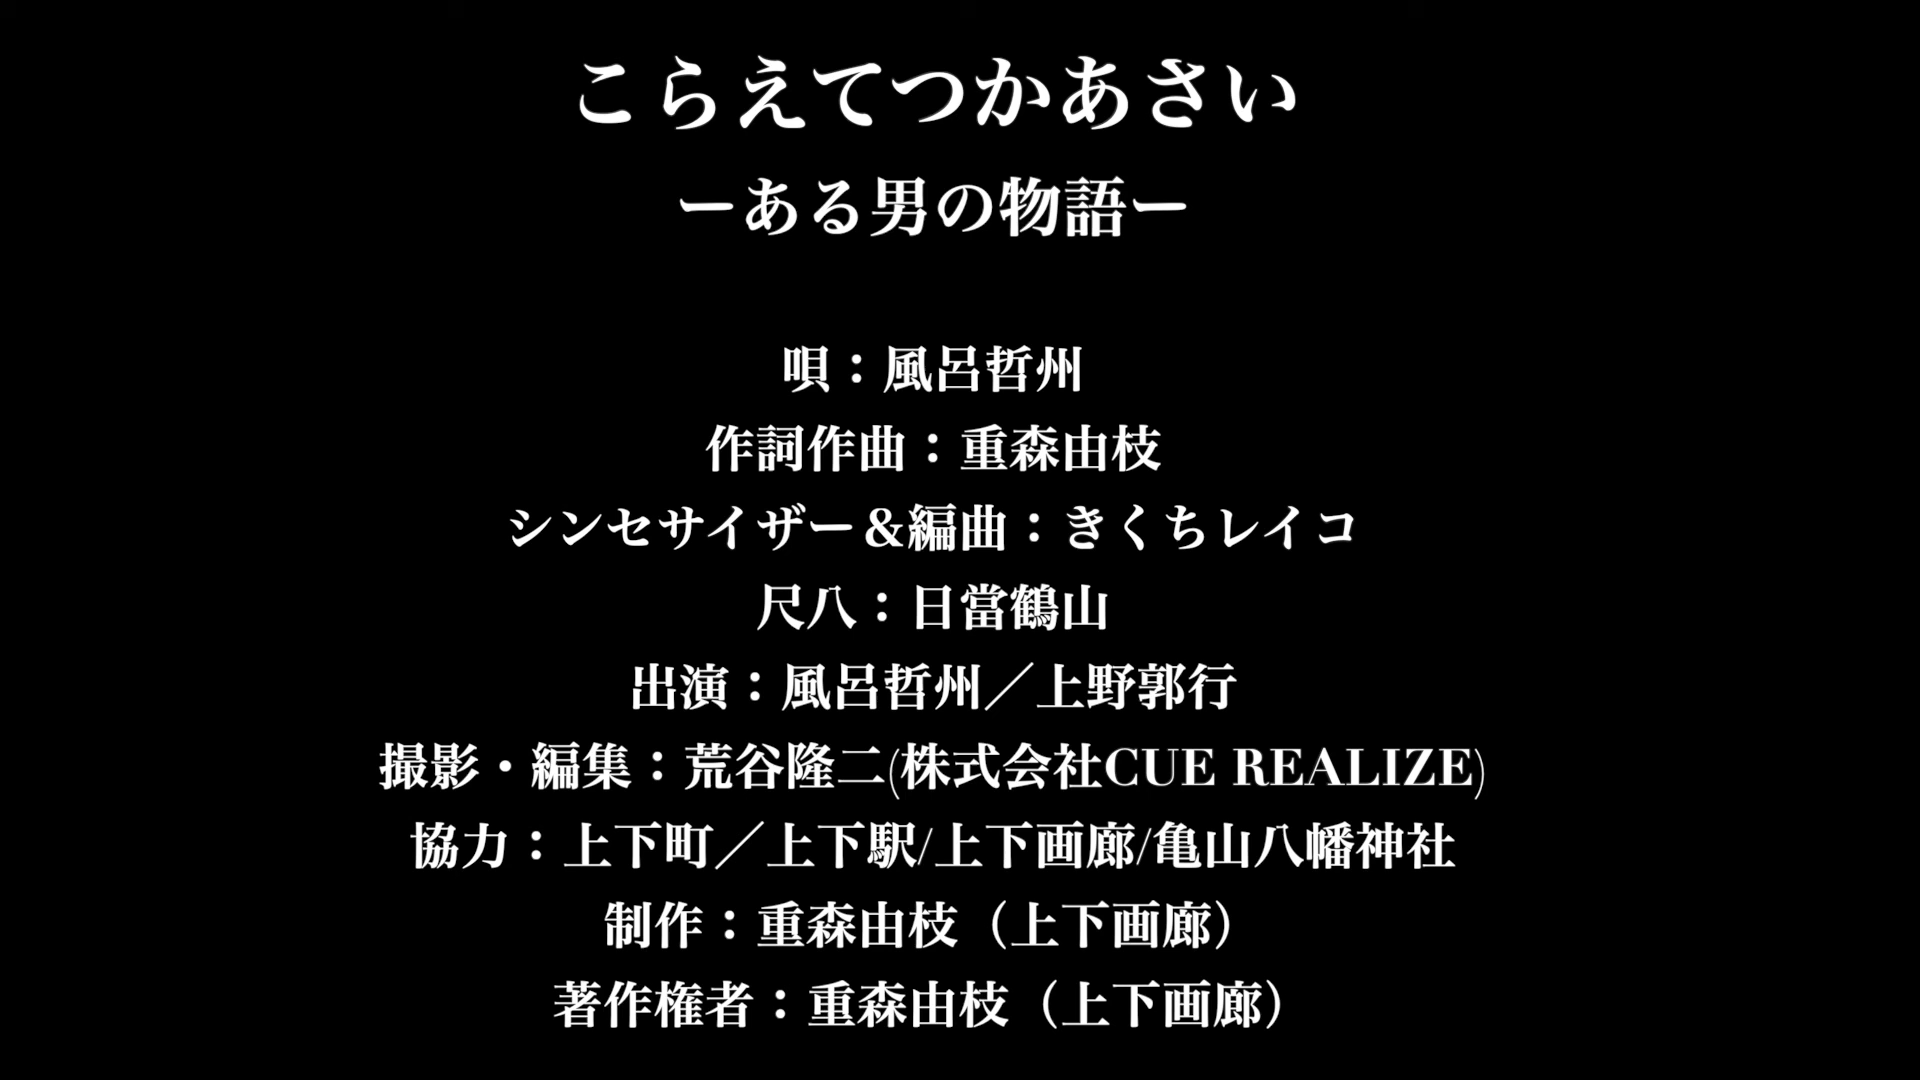 こらえてつかあさい
ーある男の物語ー
唄：風呂哲州
作詞作曲：重森由枝
シンセサイザー＆編曲：きくちレイコ
尺八：日當鶴山
出演：風呂哲州／上野郭行
撮影・編集：荒谷隆二(株式会社CUE REALIZE)
協力：上下町／上下駅/上下画廊/亀山八幡神社
制作：重森由枝（上下画廊）
著作権者：重森由枝（上下画廊）